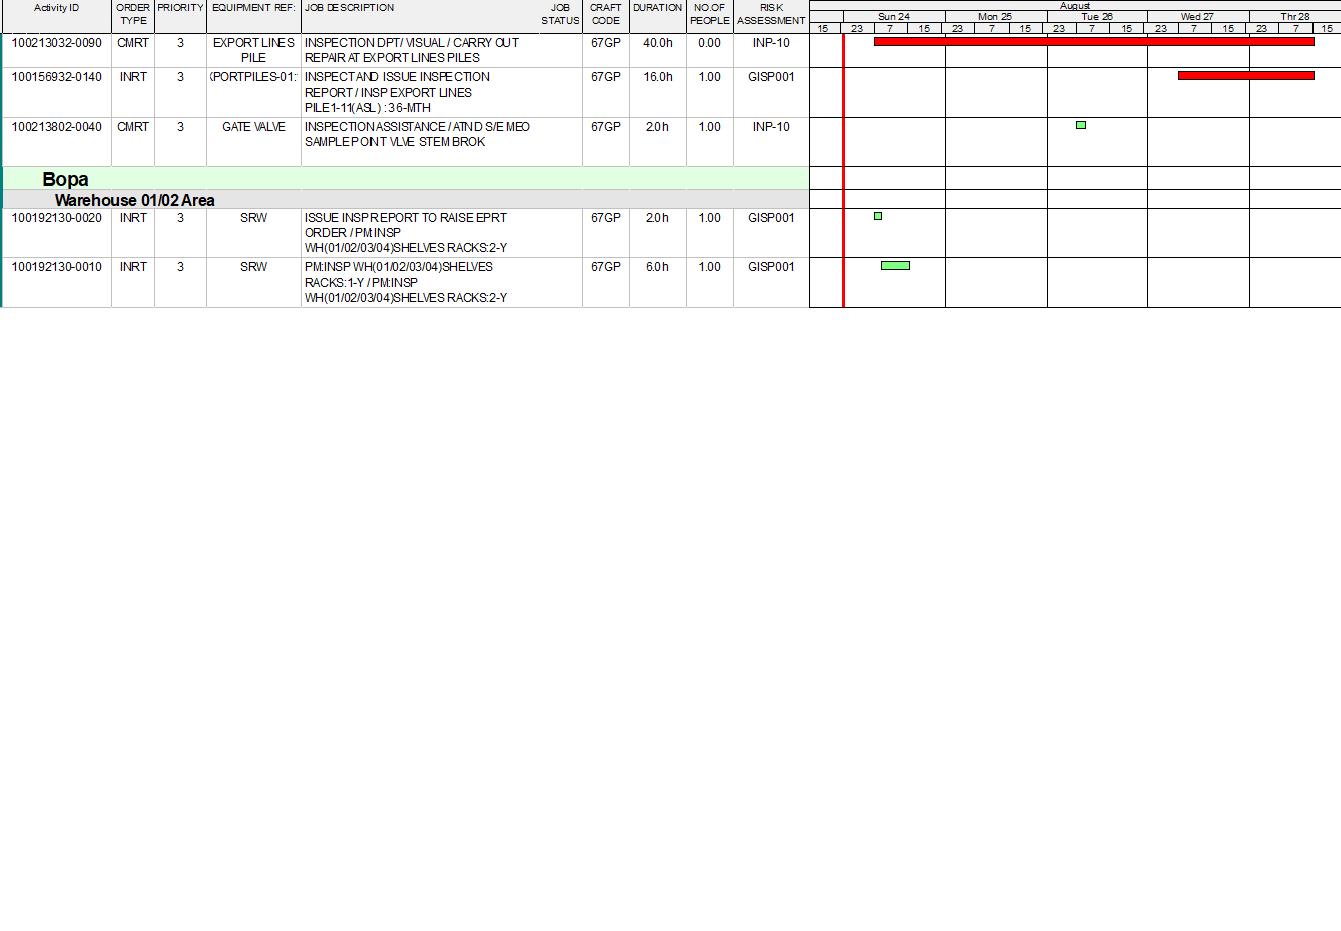 August
Activity ID ORDER TYPE PRIORITY EQUIPMENT REF: JOB DESCRIPTION JOB STATUS CRAFT CODE DURATION NO.OF PEOPLE RISK ASSESSMENT
Sun 24 Mon 25 Tue 26 Wed 27 Thr 28
15 23 7 15 23 7 15 23 7 15 23 7 15 23 7 15
100213032-0090 CMRT 3 EXPORT LINES INSPECTION DPT/ VISUAL / CARRY OUT 67GP 40.0h 0.00 INP-10
PILE REPAIR AT EXPORT LINES PILES
100156932-0140 INRT 3 XPORTPILES-01: INSPECT AND ISSUE INSPECTION 67GP 16.0h 1.00 GISP001
REPORT / INSP EXPORT LINES
PILE1-11(ASL) : 36-MTH
100213802-0040 CMRT 3 GATE VALVE INSPECTION ASSISTANCE / ATND S/E MEO 67GP 2.0h 1.00 INP-10
SAMPLE POINT VLVE STEM BROK
Bopa
Warehouse 01/02 Area
100192130-0020 INRT 3 SRW ISSUE INSP REPORT TO RAISE EPRT 67GP 2.0h 1.00 GISP001
ORDER / PM:INSP
WH(01/02/03/04)SHELVES RACKS:2-Y
100192130-0010 INRT 3 SRW PM:INSP WH(01/02/03/04)SHELVES 67GP 6.0h 1.00 GISP001
RACKS:1-Y / PM:INSP
WH(01/02/03/04)SHELVES RACKS:2-Y